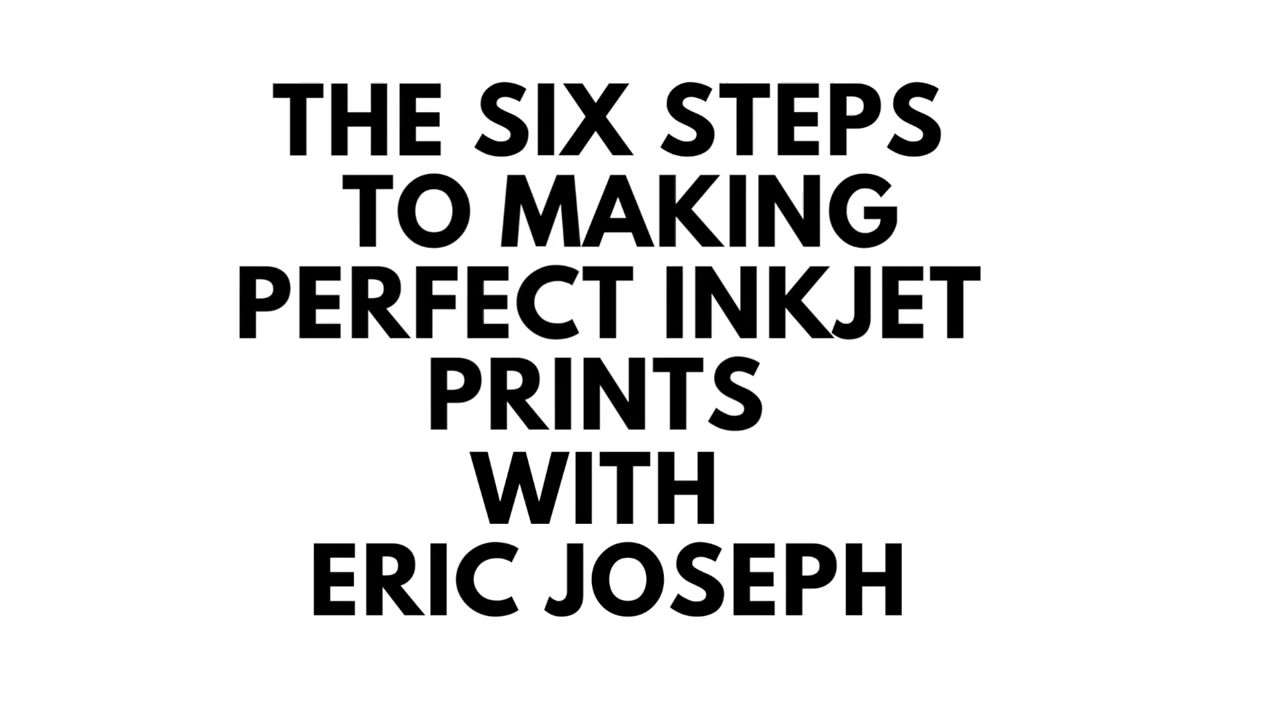 THE SIX STEPS
TO MAKING
PERFECT INKJET
PRINTS
WITH
ERIC JOSEPH